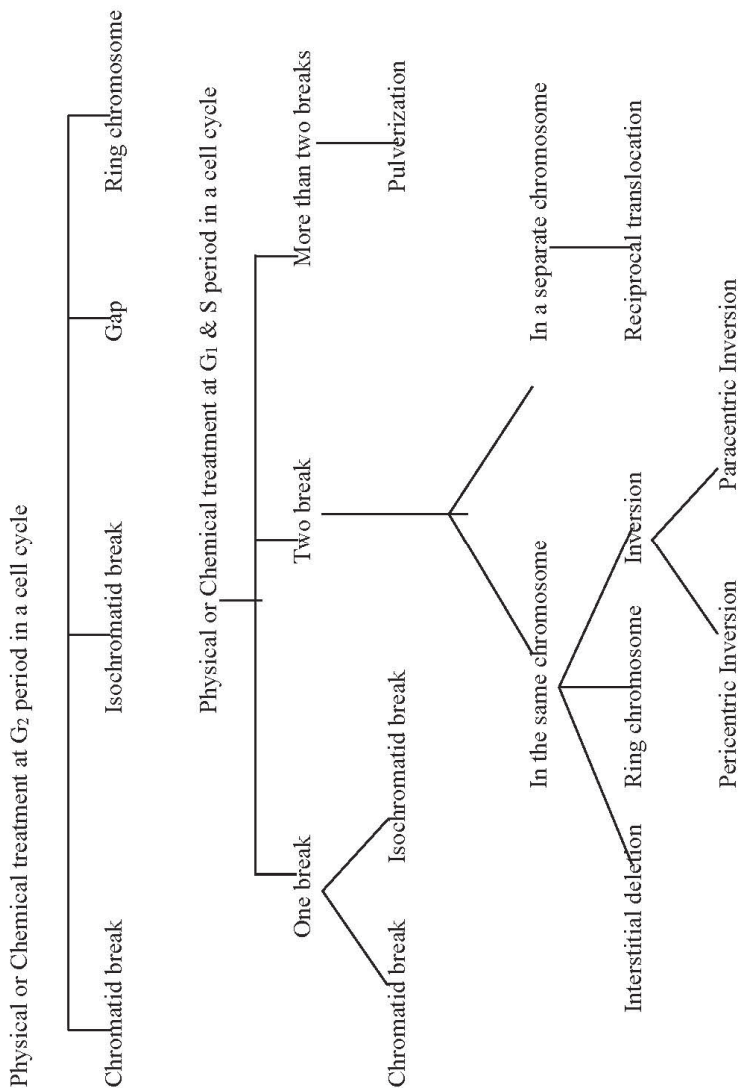 Physical or Chemical treatment at G₂ period in a cell cycle
Chromatid break
Isochromatid break
Gap
Ring chromosome
Physical or Chemical treatment at G₁ & S period in a cell cycle
One break
Two break
More than two breaks
Chromatid break
Isochromatid break
Pulverization
In the same chromosome
In a separate chromosome
Interstitial deletion
Ring chromosome
Inversion
Reciprocal translocation
Pericentric Inversion
Paracentric Inversion